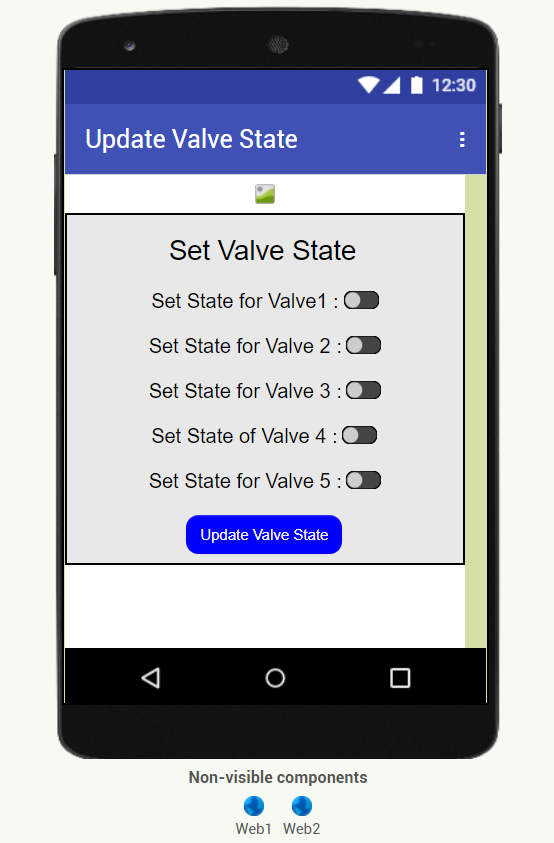 12:30
Update Valve State
Set Valve State
Set State for Valve1 :
Set State for Valve 2 :
Set State for Valve 3 :
Set State of Valve 4 :
Set State for Valve 5 :
Update Valve State
Non-visible components
Web1 Web2